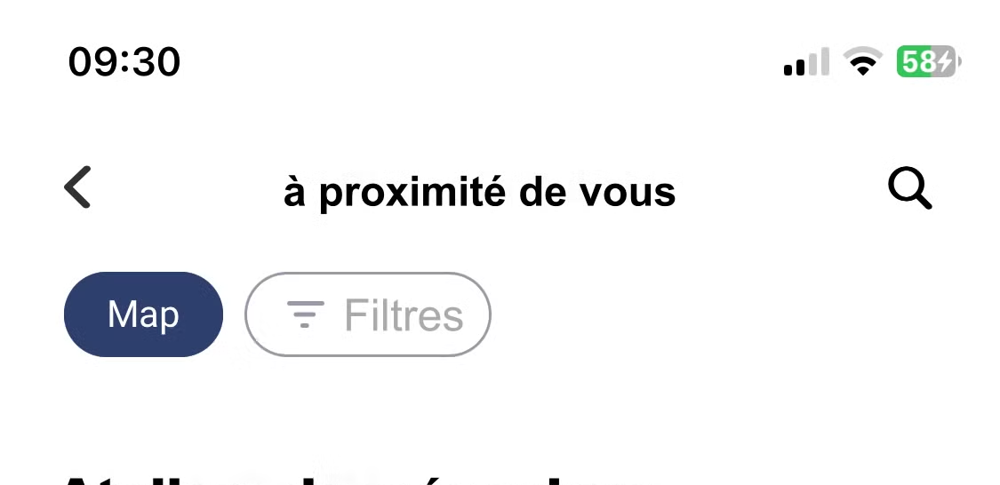 09:30
58
à proximité de vous
Map
Filtres